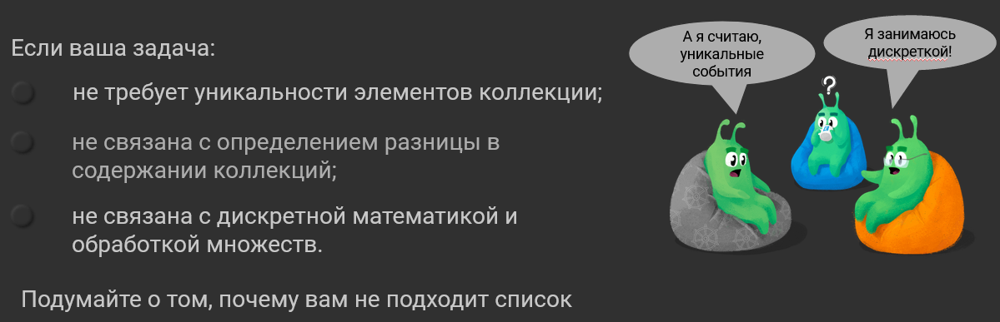 Если ваша задача:
не требует уникальности элементов коллекции;
не связана с определением разницы в
содержании коллекций;
не связана с дискретной математикой и
обработкой множеств.
Подумайте о том, почему вам не подходит список
А я считаю,
уникальные
события
Я занимаюсь
дискреткой!
?